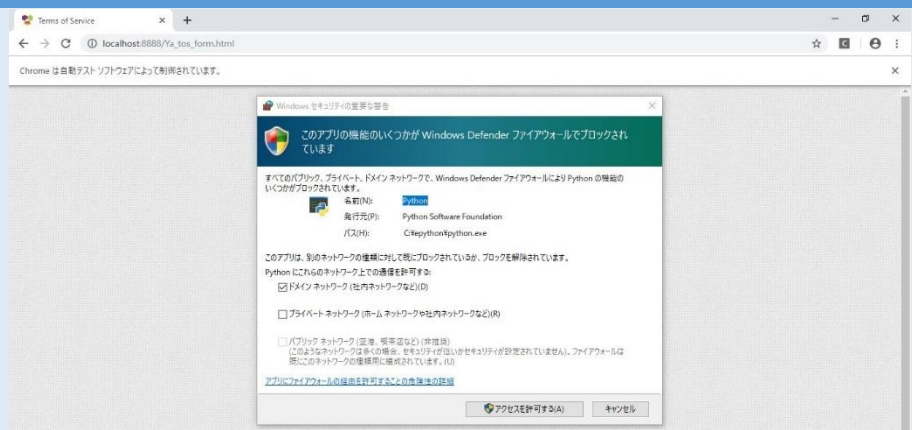 Terms of Service
localhost:8888/Ya_tos_form.html
Chrome は自動テスト ソフトウェアによって制御されています。
Windows セキュリティの重要な警告
このアプリの機能のいくつかが Windows Defender ファイアウォールでブロックされ
ています
すべてのパブリック、プライベート、ドメイン ネットワークで、Windows Defender ファイアウォールにより Python の機能の
いくつかがブロックされています。
名前(N): Python
発行元(P): Python Software Foundation
パス(H): C:¥epython¥python.exe
このアプリは、別のネットワークの種類に対して既にブロックされているか、ブロックを解除されています。
Python にこれらのネットワーク上での通信を許可する:
ドメイン ネットワーク (社内ネットワークなど)(D)
プライベート ネットワーク (ホーム ネットワークや社内ネットワークなど)(R)
パブリック ネットワーク (空港、喫茶店など) (非推奨)
(このようなネットワークは多くの場合、セキュリティが低いかセキュリティが設定されていません)。ファイアウォールは
既にこのネットワークの種類用に構成されています。(U)
アプリにファイアウォールの経由を許可することの危険性の詳細
アクセスを許可する(A) キャンセル